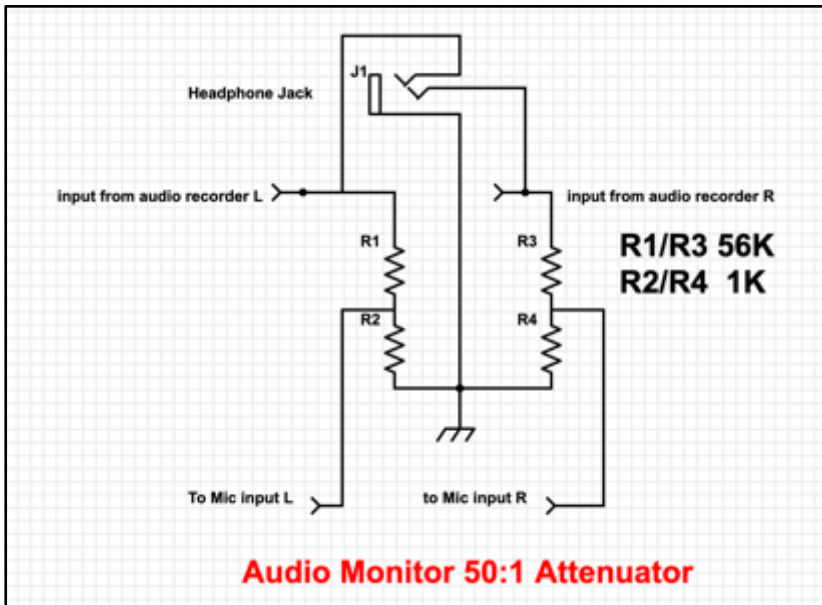 J1
Headphone Jack
input from audio recorder L
input from audio recorder R
R1
R3
R1/R3 56K
R2/R4 1K
R2
R4
To Mic input L
to Mic input R
Audio Monitor 50:1 Attenuator